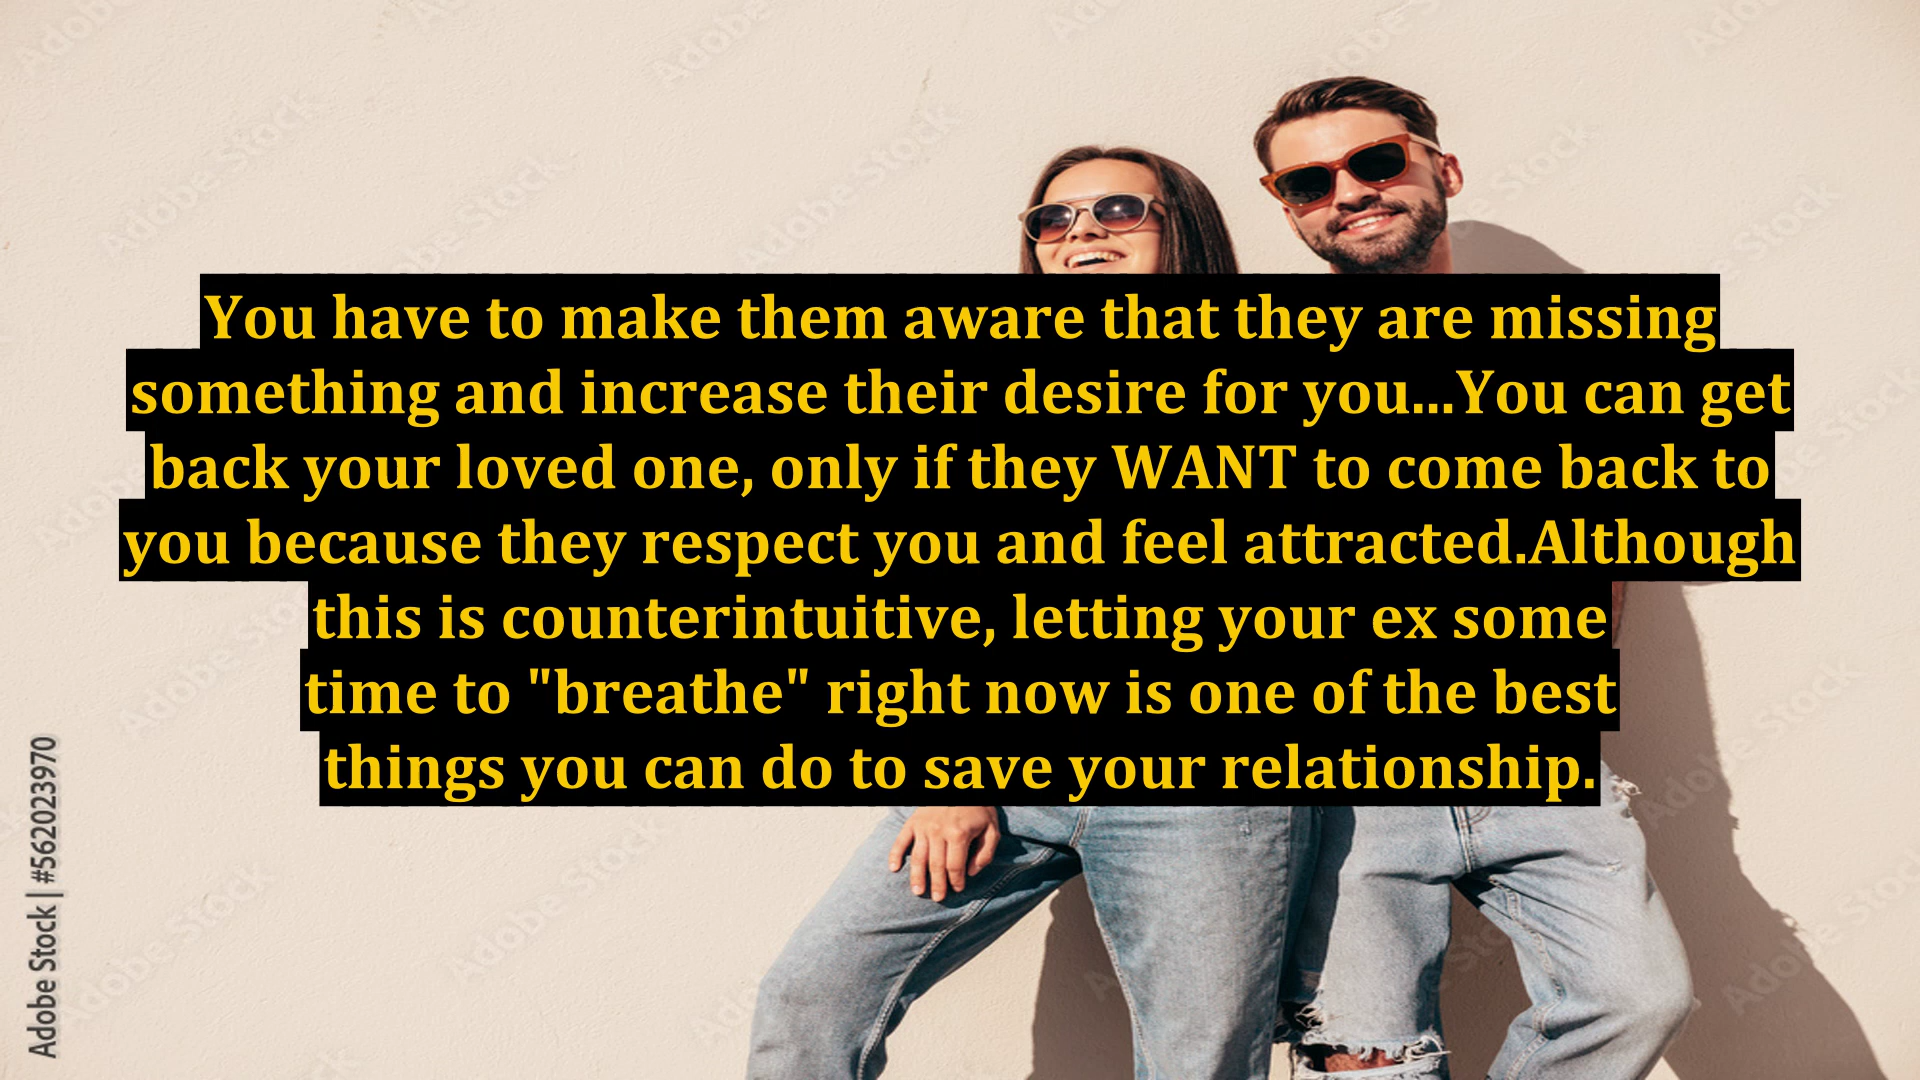 You have to make them aware that they are missing
something and increase their desire for you...You can get
back your loved one, only if they WANT to come back to
you because they respect you and feel attracted.Although
this is counterintuitive, letting your ex some
time to "breathe" right now is one of the best
things you can do to save your relationship.
Adobe Stock | #562023970